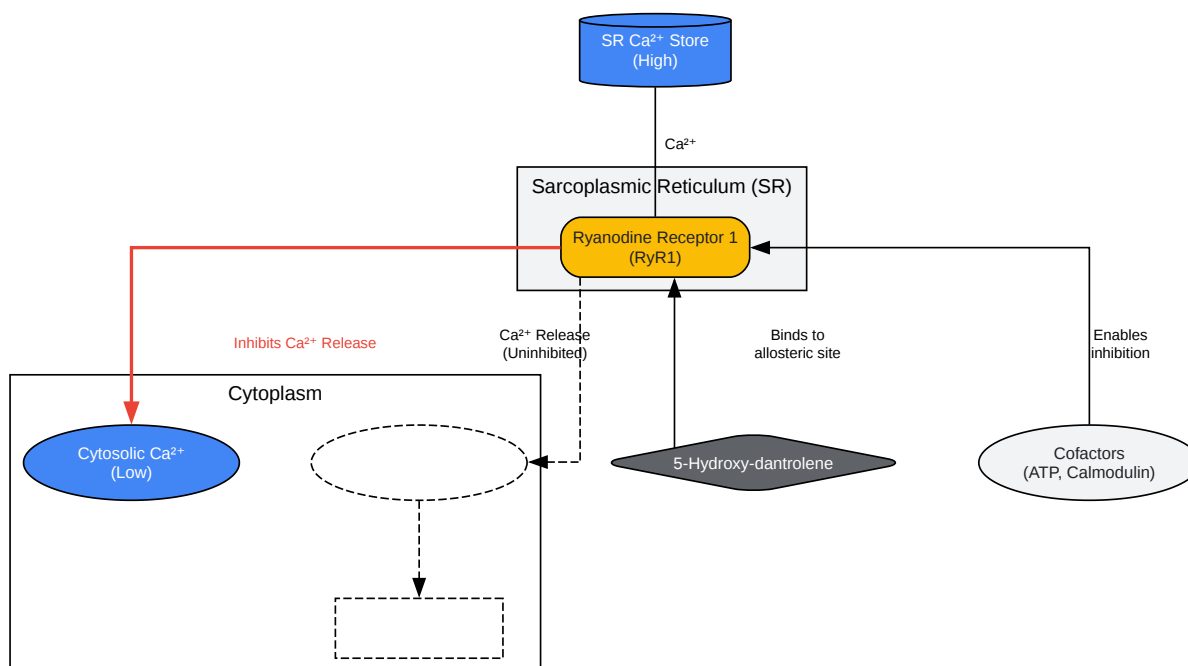 SR Ca²⁺ Store
(High)
Ca²⁺
Sarcoplasmic Reticulum (SR)
Ryanodine Receptor 1
(RyR1)
Inhibits Ca²⁺ Release
Ca²⁺ Release
(Uninhibited)
Binds to
allosteric site
Enables
inhibition
Cytoplasm
Cytosolic Ca²⁺
(Low)
5-Hydroxy-dantrolene
Cofactors
(ATP, Calmodulin)